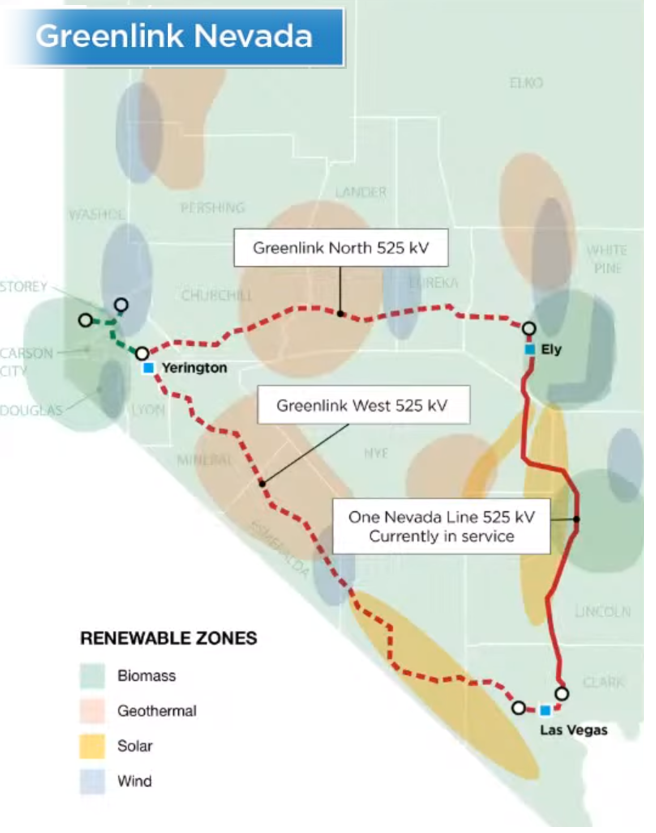 Greenlink Nevada
ELKO
LANDER
WASHOE
PERSHING
Greenlink North 525 kV
WHITE
PINE
EUREKA
STOREY
CHURCHILL
Ely
CARSON
CITY
Yerington
DOUGLAS
LYON
Greenlink West 525 kV
MINERAL
NYE
One Nevada Line 525 kV
Currently in service
ESMERALDA
LINCOLN
RENEWABLE ZONES
Biomass
Geothermal
Solar
Wind
CLARK
Las Vegas